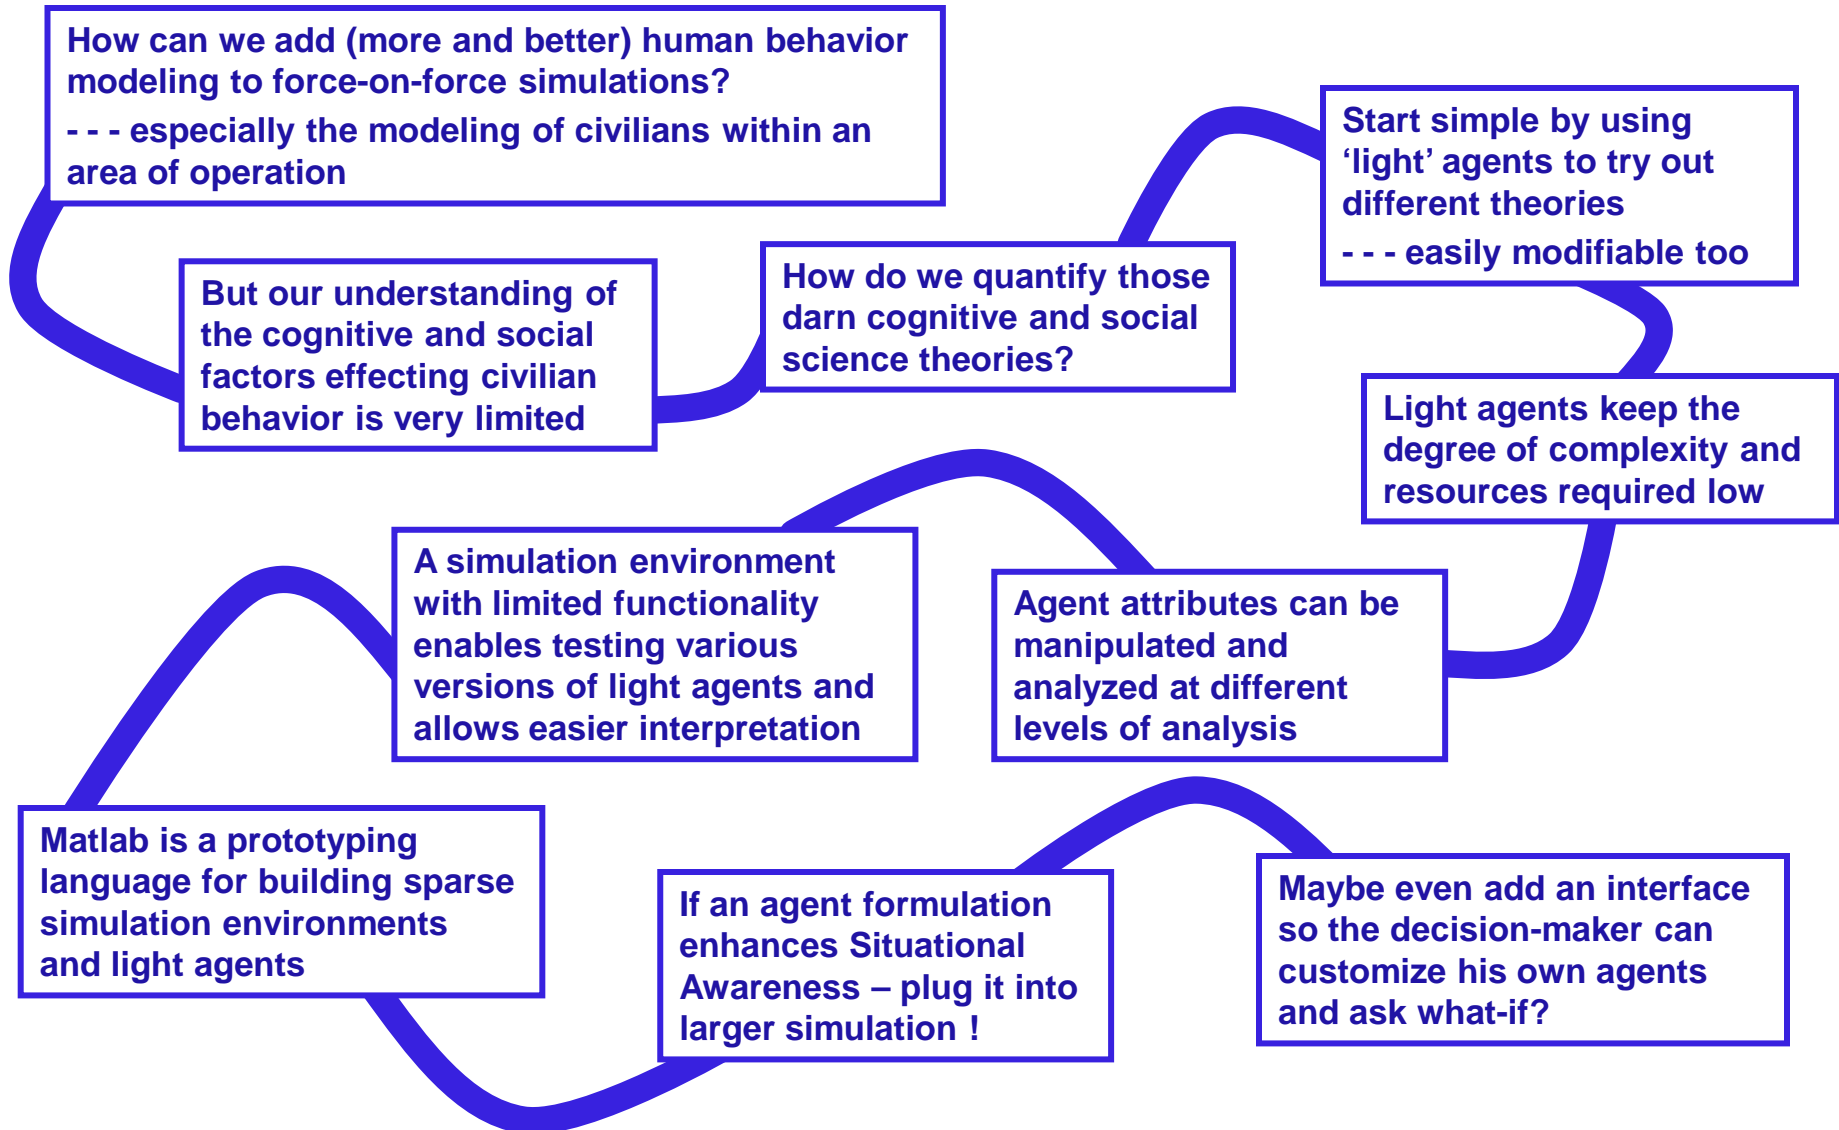 How can we add (more and better) human behavior
modeling to force-on-force simulations?
- - - especially the modeling of civilians within an
area of operation
But our understanding of
the cognitive and social
factors effecting civilian
behavior is very limited
How do we quantify those
darn cognitive and social
science theories?
Start simple by using
‘light’ agents to try out
different theories
- - - easily modifiable too
Light agents keep the
degree of complexity and
resources required low
Agent attributes can be
manipulated and
analyzed at different
levels of analysis
A simulation environment
with limited functionality
enables testing various
versions of light agents and
allows easier interpretation
Matlab is a prototyping
language for building sparse
simulation environments
and light agents
If an agent formulation
enhances Situational
Awareness – plug it into
larger simulation !
Maybe even add an interface
so the decision-maker can
customize his own agents
and ask what-if?